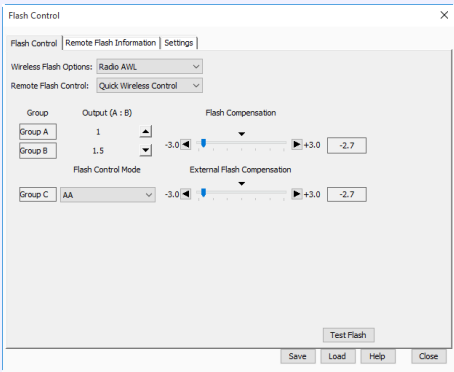 Flash Control
Flash Control Remote Flash Information Settings
Wireless Flash Options: Radio AWL
Remote Flash Control: Quick Wireless Control
Group Output (A : B) Flash Compensation
Group A 1
Group B 1.5
-3.0 +3.0 -2.7
Flash Control Mode External Flash Compensation
Group C AA -3.0 +3.0 -2.7
Test Flash
Save Load Help Close